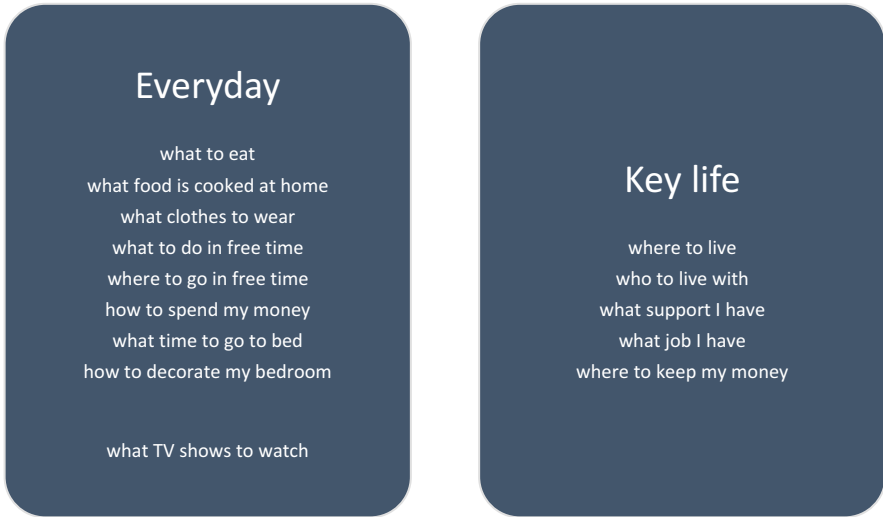 Everyday
what to eat
what food is cooked at home
what clothes to wear
what to do in free time
where to go in free time
how to spend my money
what time to go to bed
how to decorate my bedroom
what TV shows to watch
Key life
where to live
who to live with
what support I have
what job I have
where to keep my money